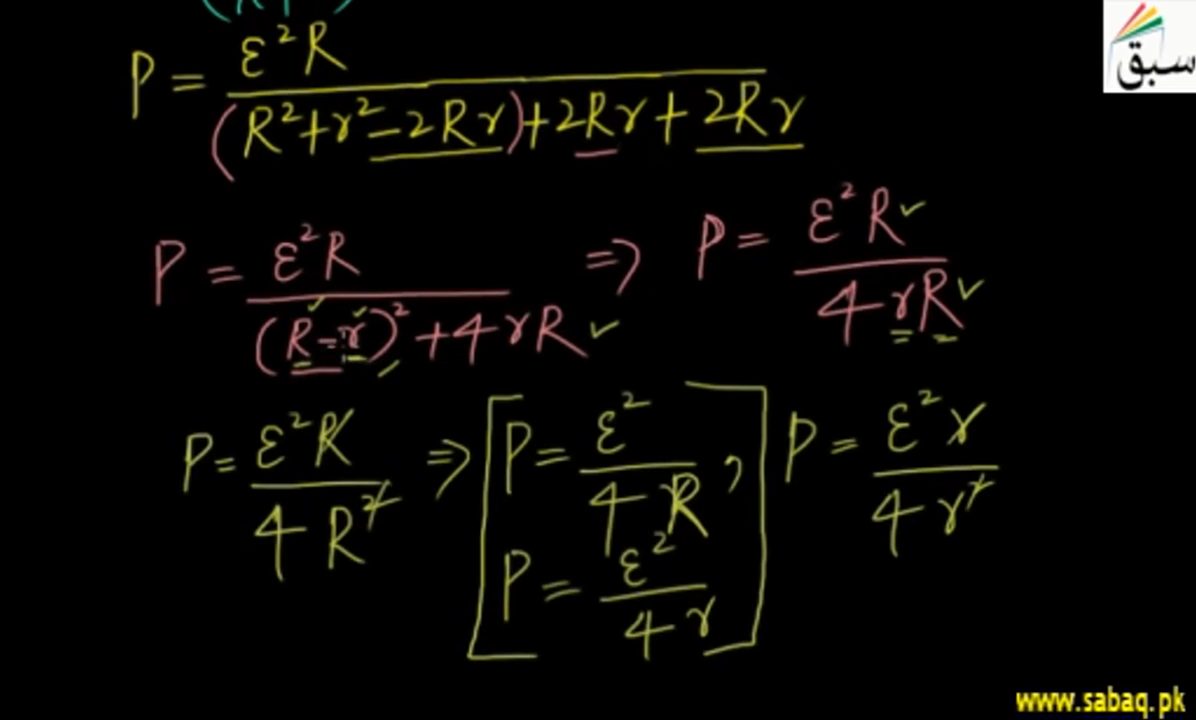 سبق
P = ε²R / (R²+r²-2Rr)+2Rr+2Rr
P = ε²R / (R-r)²+4rR ✓ ⇒ P = ε²R ✓ / 4rR ✓
P = ε²R / 4R² ⇒ [P = ε² / 4R , P = ε² / 4r] P = ε²r / 4r²
www.sabaq.pk